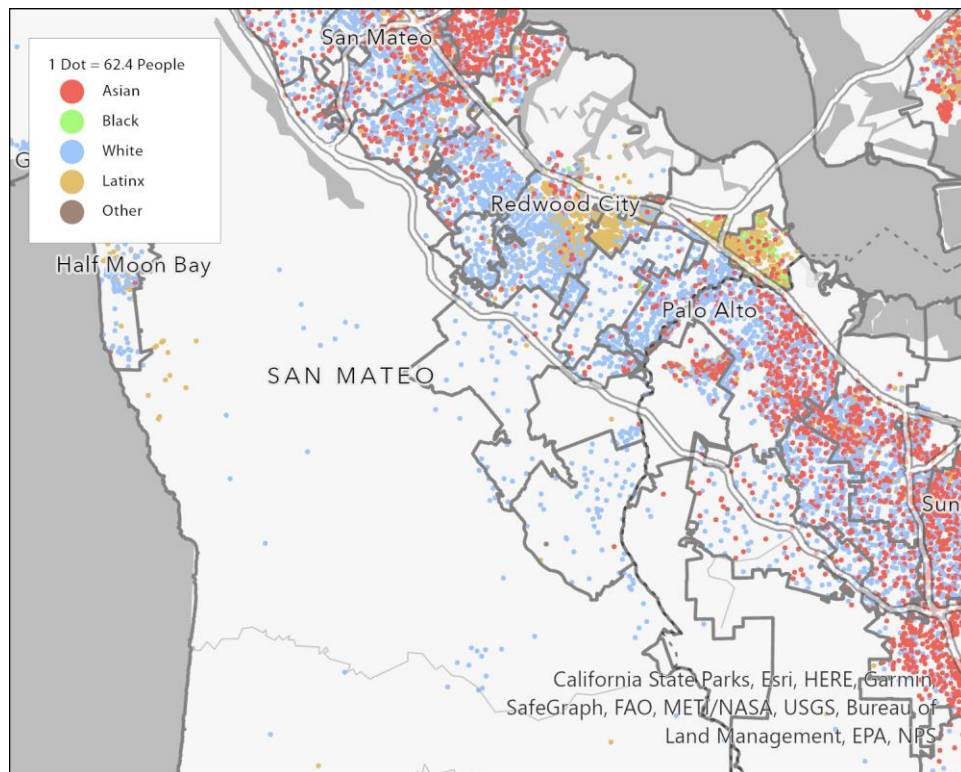 San Mateo
1 Dot = 62.4 People
Asian
Black
White
Latinx
Other
G
Redwood City
Half Moon Bay
Palo Alto
SAN MATEO
Sun
California State Parks, Esri, HERE, Garmin,
SafeGraph, FAO, METI/NASA, USGS, Bureau of
Land Management, EPA, NPS